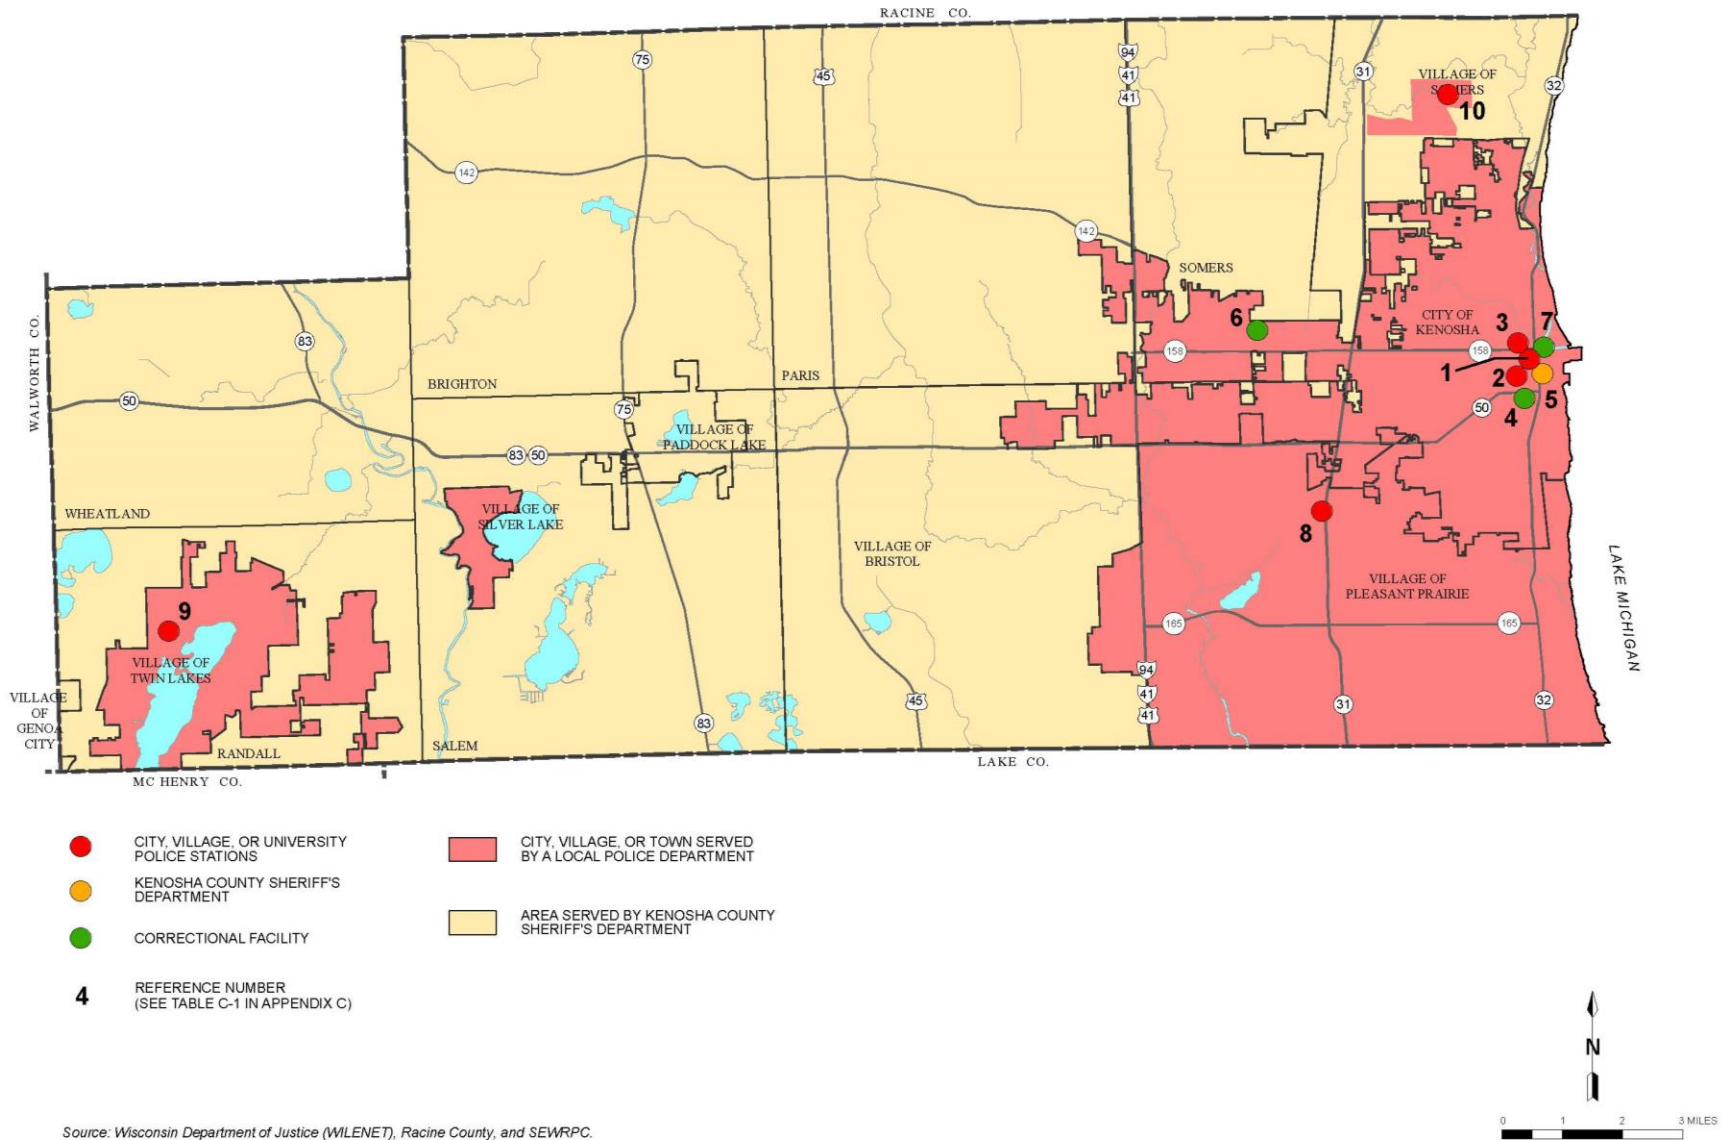 RACINE CO.
75
45
94
41
41
31
32
VILLAGE OF
SOMERS
10
142
142
SOMERS
WALWORTH CO.
83
6
158
CITY OF
KENOSHA
3
7
158
1
2
50
4
5
50
BRIGHTON
PARIS
75
VILLAGE OF
PADDOCK LAKE
83
50
WHEATLAND
VILLAGE OF
SILVER LAKE
8
VILLAGE OF
BRISTOL
VILLAGE OF
PLEASANT PRAIRIE
LAKE MICHIGAN
9
165
165
VILLAGE OF
TWIN LAKES
94
41
41
VILLAGE
OF
GENOA
CITY
83
45
31
32
RANDALL
SALEM
LAKE CO.
MC HENRY CO.
CITY, VILLAGE, OR UNIVERSITY
POLICE STATIONS
KENOSHA COUNTY SHERIFF'S
DEPARTMENT
CORRECTIONAL FACILITY
4
REFERENCE NUMBER
(SEE TABLE C-1 IN APPENDIX C)
CITY, VILLAGE, OR TOWN SERVED
BY A LOCAL POLICE DEPARTMENT
AREA SERVED BY KENOSHA COUNTY
SHERIFF'S DEPARTMENT
N
0 1 2 3 MILES
Source: Wisconsin Department of Justice (WILENET), Racine County, and SEWRPC.